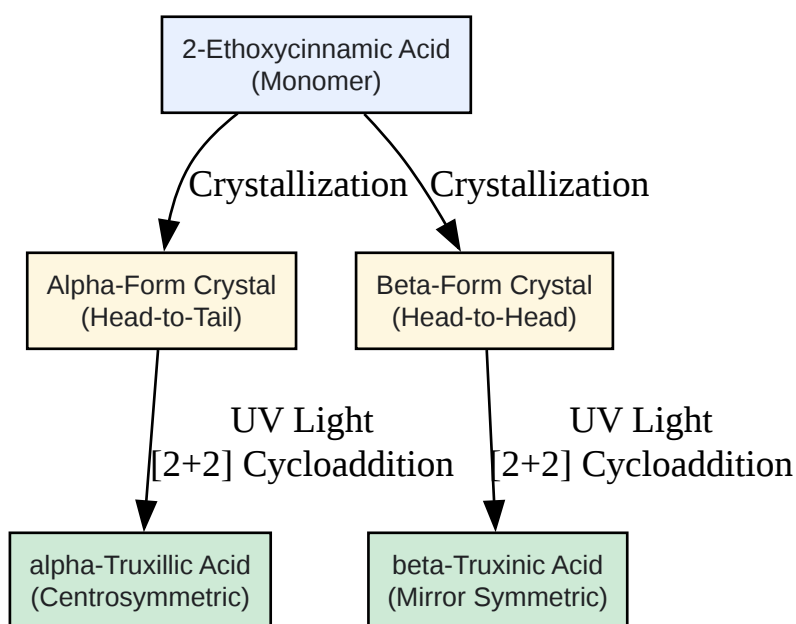 2-Ethoxycinnamic Acid
(Monomer)
Crystallization
Crystallization
Alpha-Form Crystal
(Head-to-Tail)
Beta-Form Crystal
(Head-to-Head)
UV Light
[2+2] Cycloaddition
UV Light
[2+2] Cycloaddition
alpha-Truxillic Acid
(Centrosymmetric)
beta-Truxinic Acid
(Mirror Symmetric)